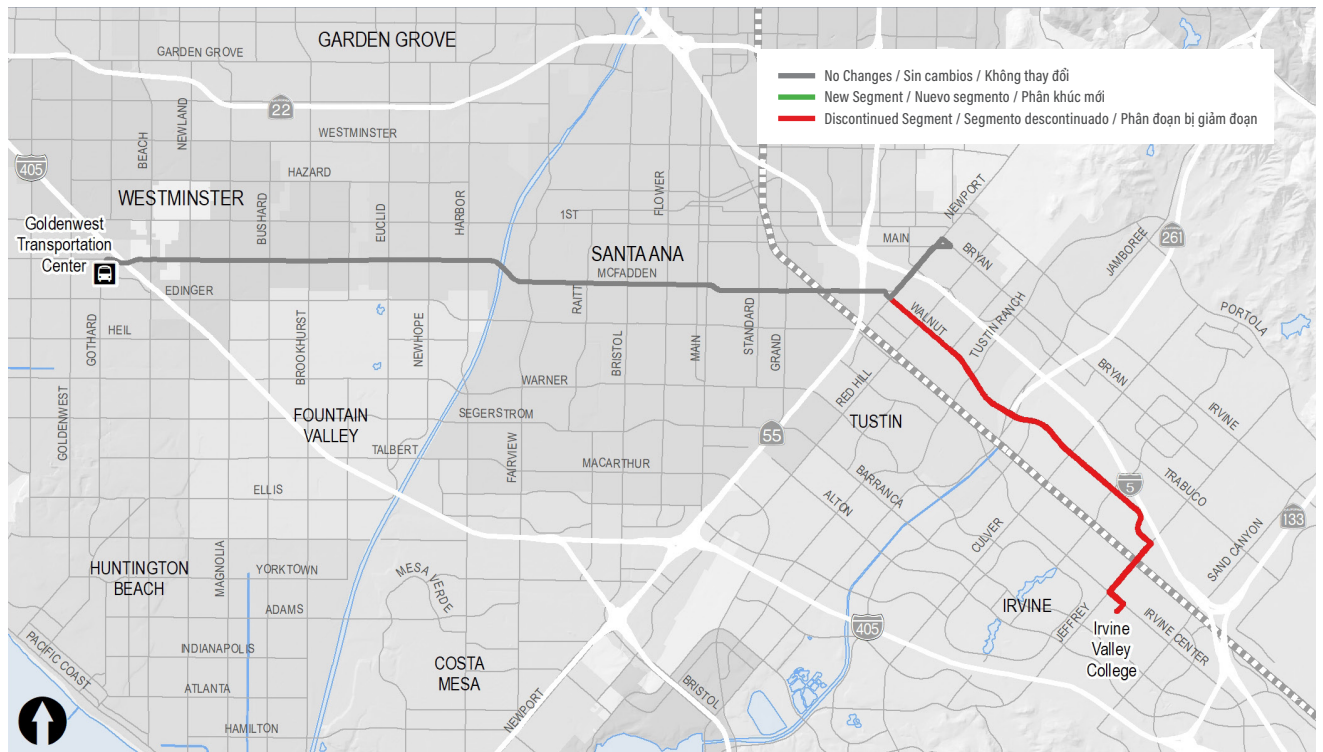 GARDEN GROVE
GARDEN GROVE
No Changes / Sin cambios / Không thay đổi
New Segment / Nuevo segmento / Phân khúc mới
Discontinued Segment / Segmento descontinuado / Phân đoạn bị giảm đoạn
22
WESTMINSTER
BEACH
NEWLAND
405
HAZARD
WESTMINSTER
BUSHARD
EUCLID
HARBOR
FLOWER
1ST
NEWPORT
Goldenwest
Transportation
Center
SANTA ANA
MAIN
BRYAN
JAMBOREE
261
MCFADDEN
EDINGER
RAITT
GOTHARD
HEIL
BROOKHURST
NEWHOPE
BRISTOL
MAIN
STANDARD
GRAND
WALNUT
TUSTIN RANCH
PORTOLA
WARNER
RED HILL
BRYAN
IRVINE
GOLDENWEST
FOUNTAIN
VALLEY
SEGERSTROM
TUSTIN
55
TALBERT
FAIRVIEW
MACARTHUR
BARRANCA
ALTON
5
TRABUCO
ELLIS
CULVER
SAND CANYON
133
HUNTINGTON
BEACH
MAGNOLIA
YORKTOWN
MESA VERDE
ADAMS
IRVINE
JEFFREY
IRVINE CENTER
405
Irvine
Valley
College
PACIFIC COAST
INDIANAPOLIS
COSTA
MESA
ATLANTA
NEWPORT
BRISTOL
HAMILTON